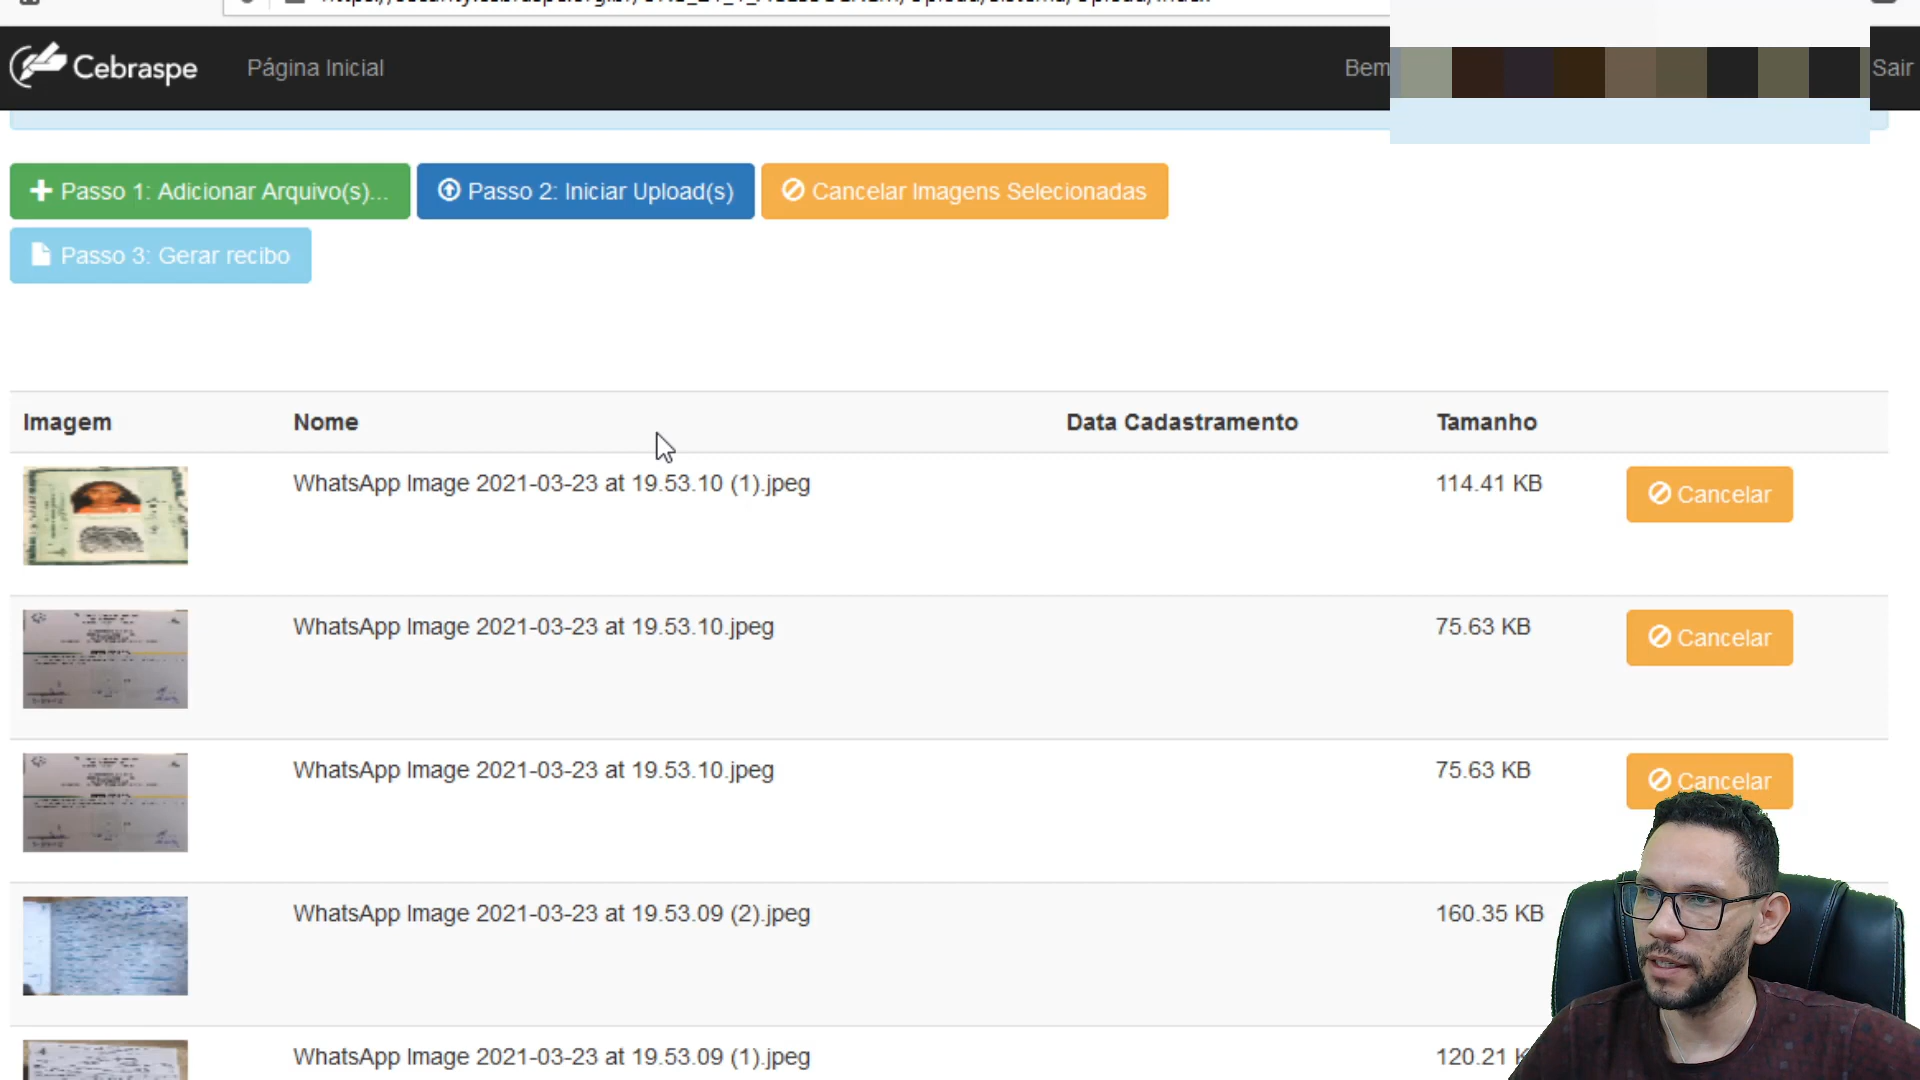 Cebraspe Página Inicial Bem Sair
Passo 1: Adicionar Arquivo(s)... Passo 2: Iniciar Upload(s) Cancelar Imagens Selecionadas
Passo 3: Gerar recibo
Imagem Nome Data Cadastramento Tamanho
WhatsApp Image 2021-03-23 at 19.53.10 (1).jpeg 114.41 KB Cancelar
WhatsApp Image 2021-03-23 at 19.53.10.jpeg 75.63 KB Cancelar
WhatsApp Image 2021-03-23 at 19.53.10.jpeg 75.63 KB Cancelar
WhatsApp Image 2021-03-23 at 19.53.09 (2).jpeg 160.35 KB
WhatsApp Image 2021-03-23 at 19.53.09 (1).jpeg 120.21